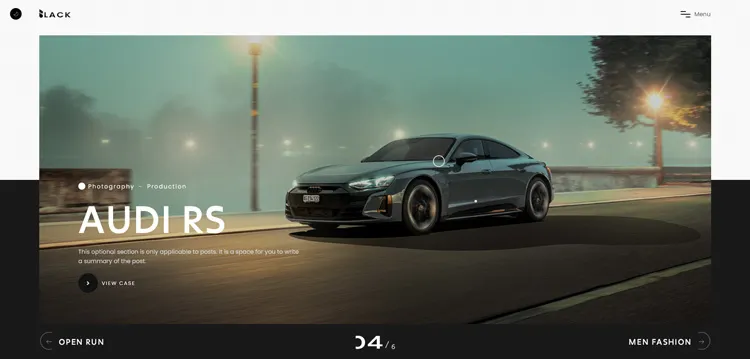 BLACK
Menu
Photography — Production
AUDI RS
This optional section is only applicable to posts. It is a space for you to write
a summary of the post.
VIEW CASE
OPEN RUN
04 / 6
MEN FASHION